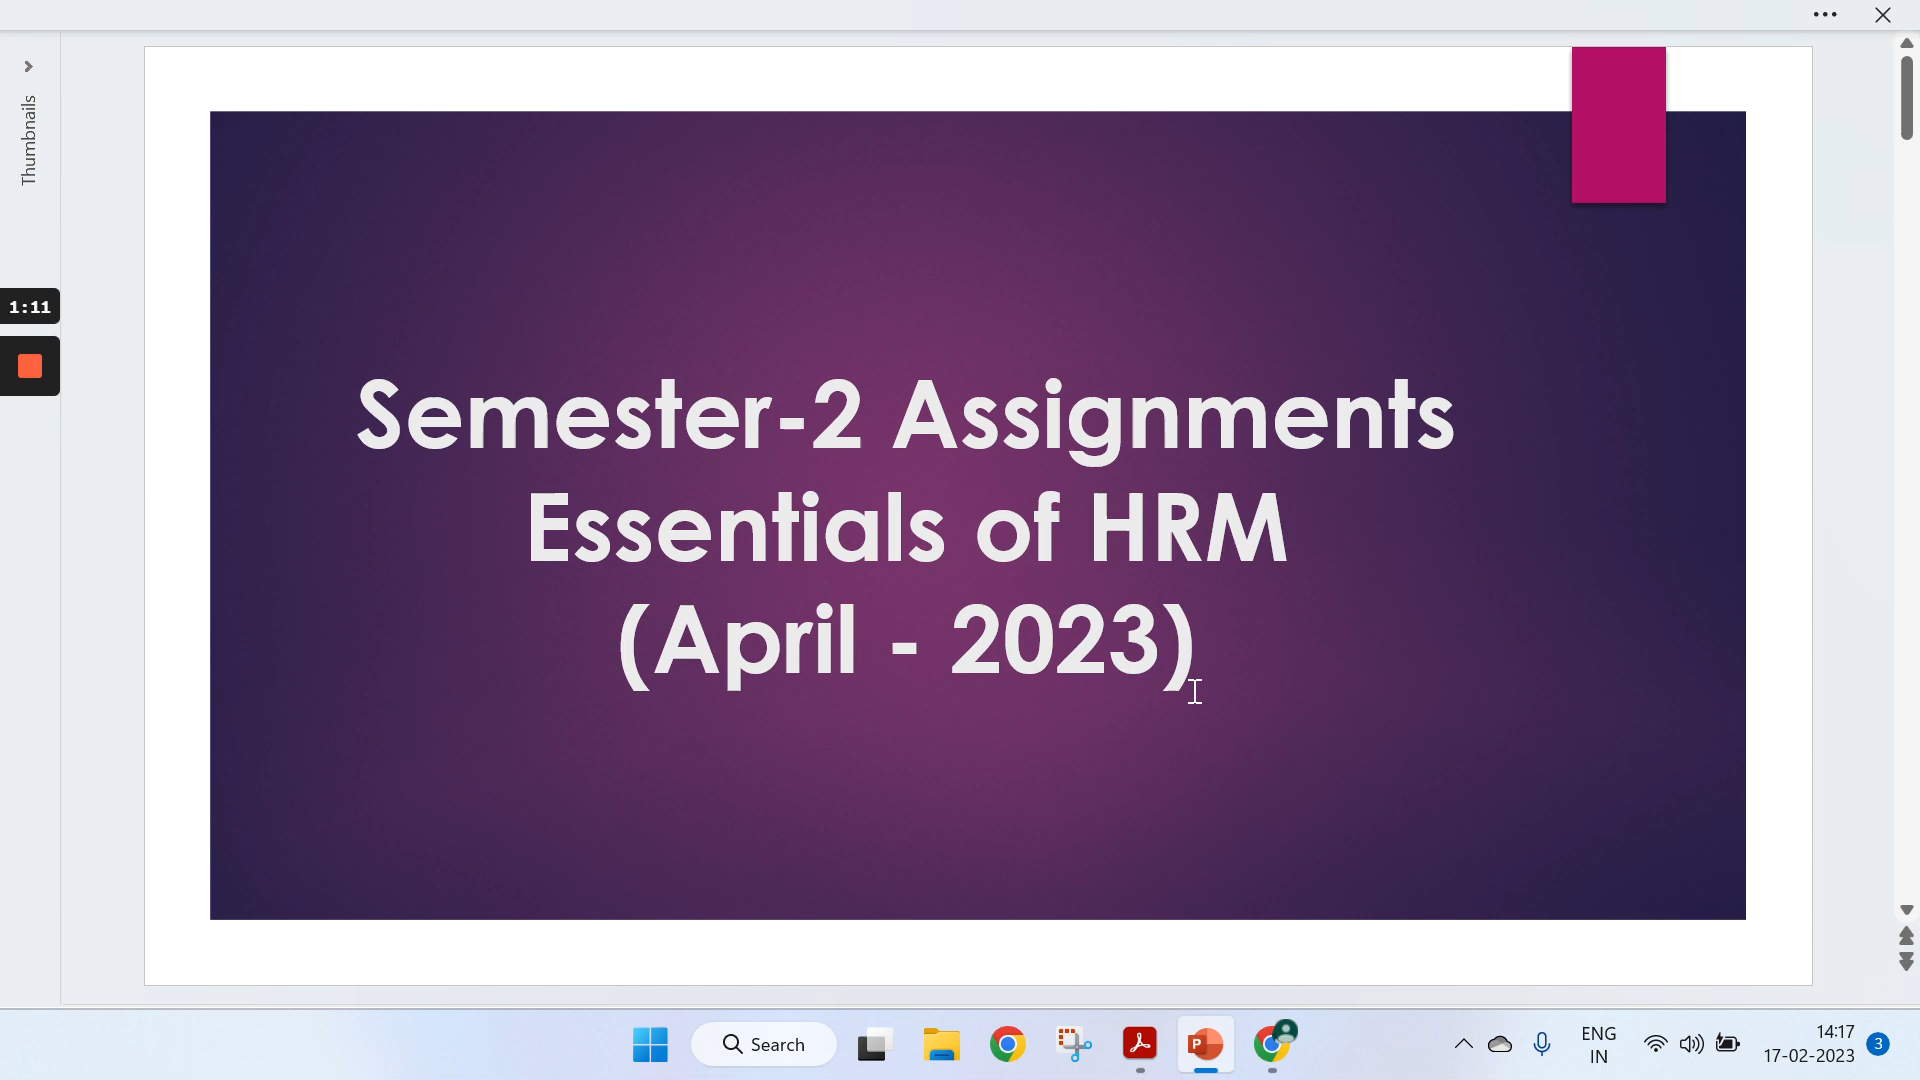 Thumbnails
1:11
Semester-2 Assignments
Essentials of HRM
(April - 2023)
Search
P
ENG
IN
14:17
17-02-2023
3